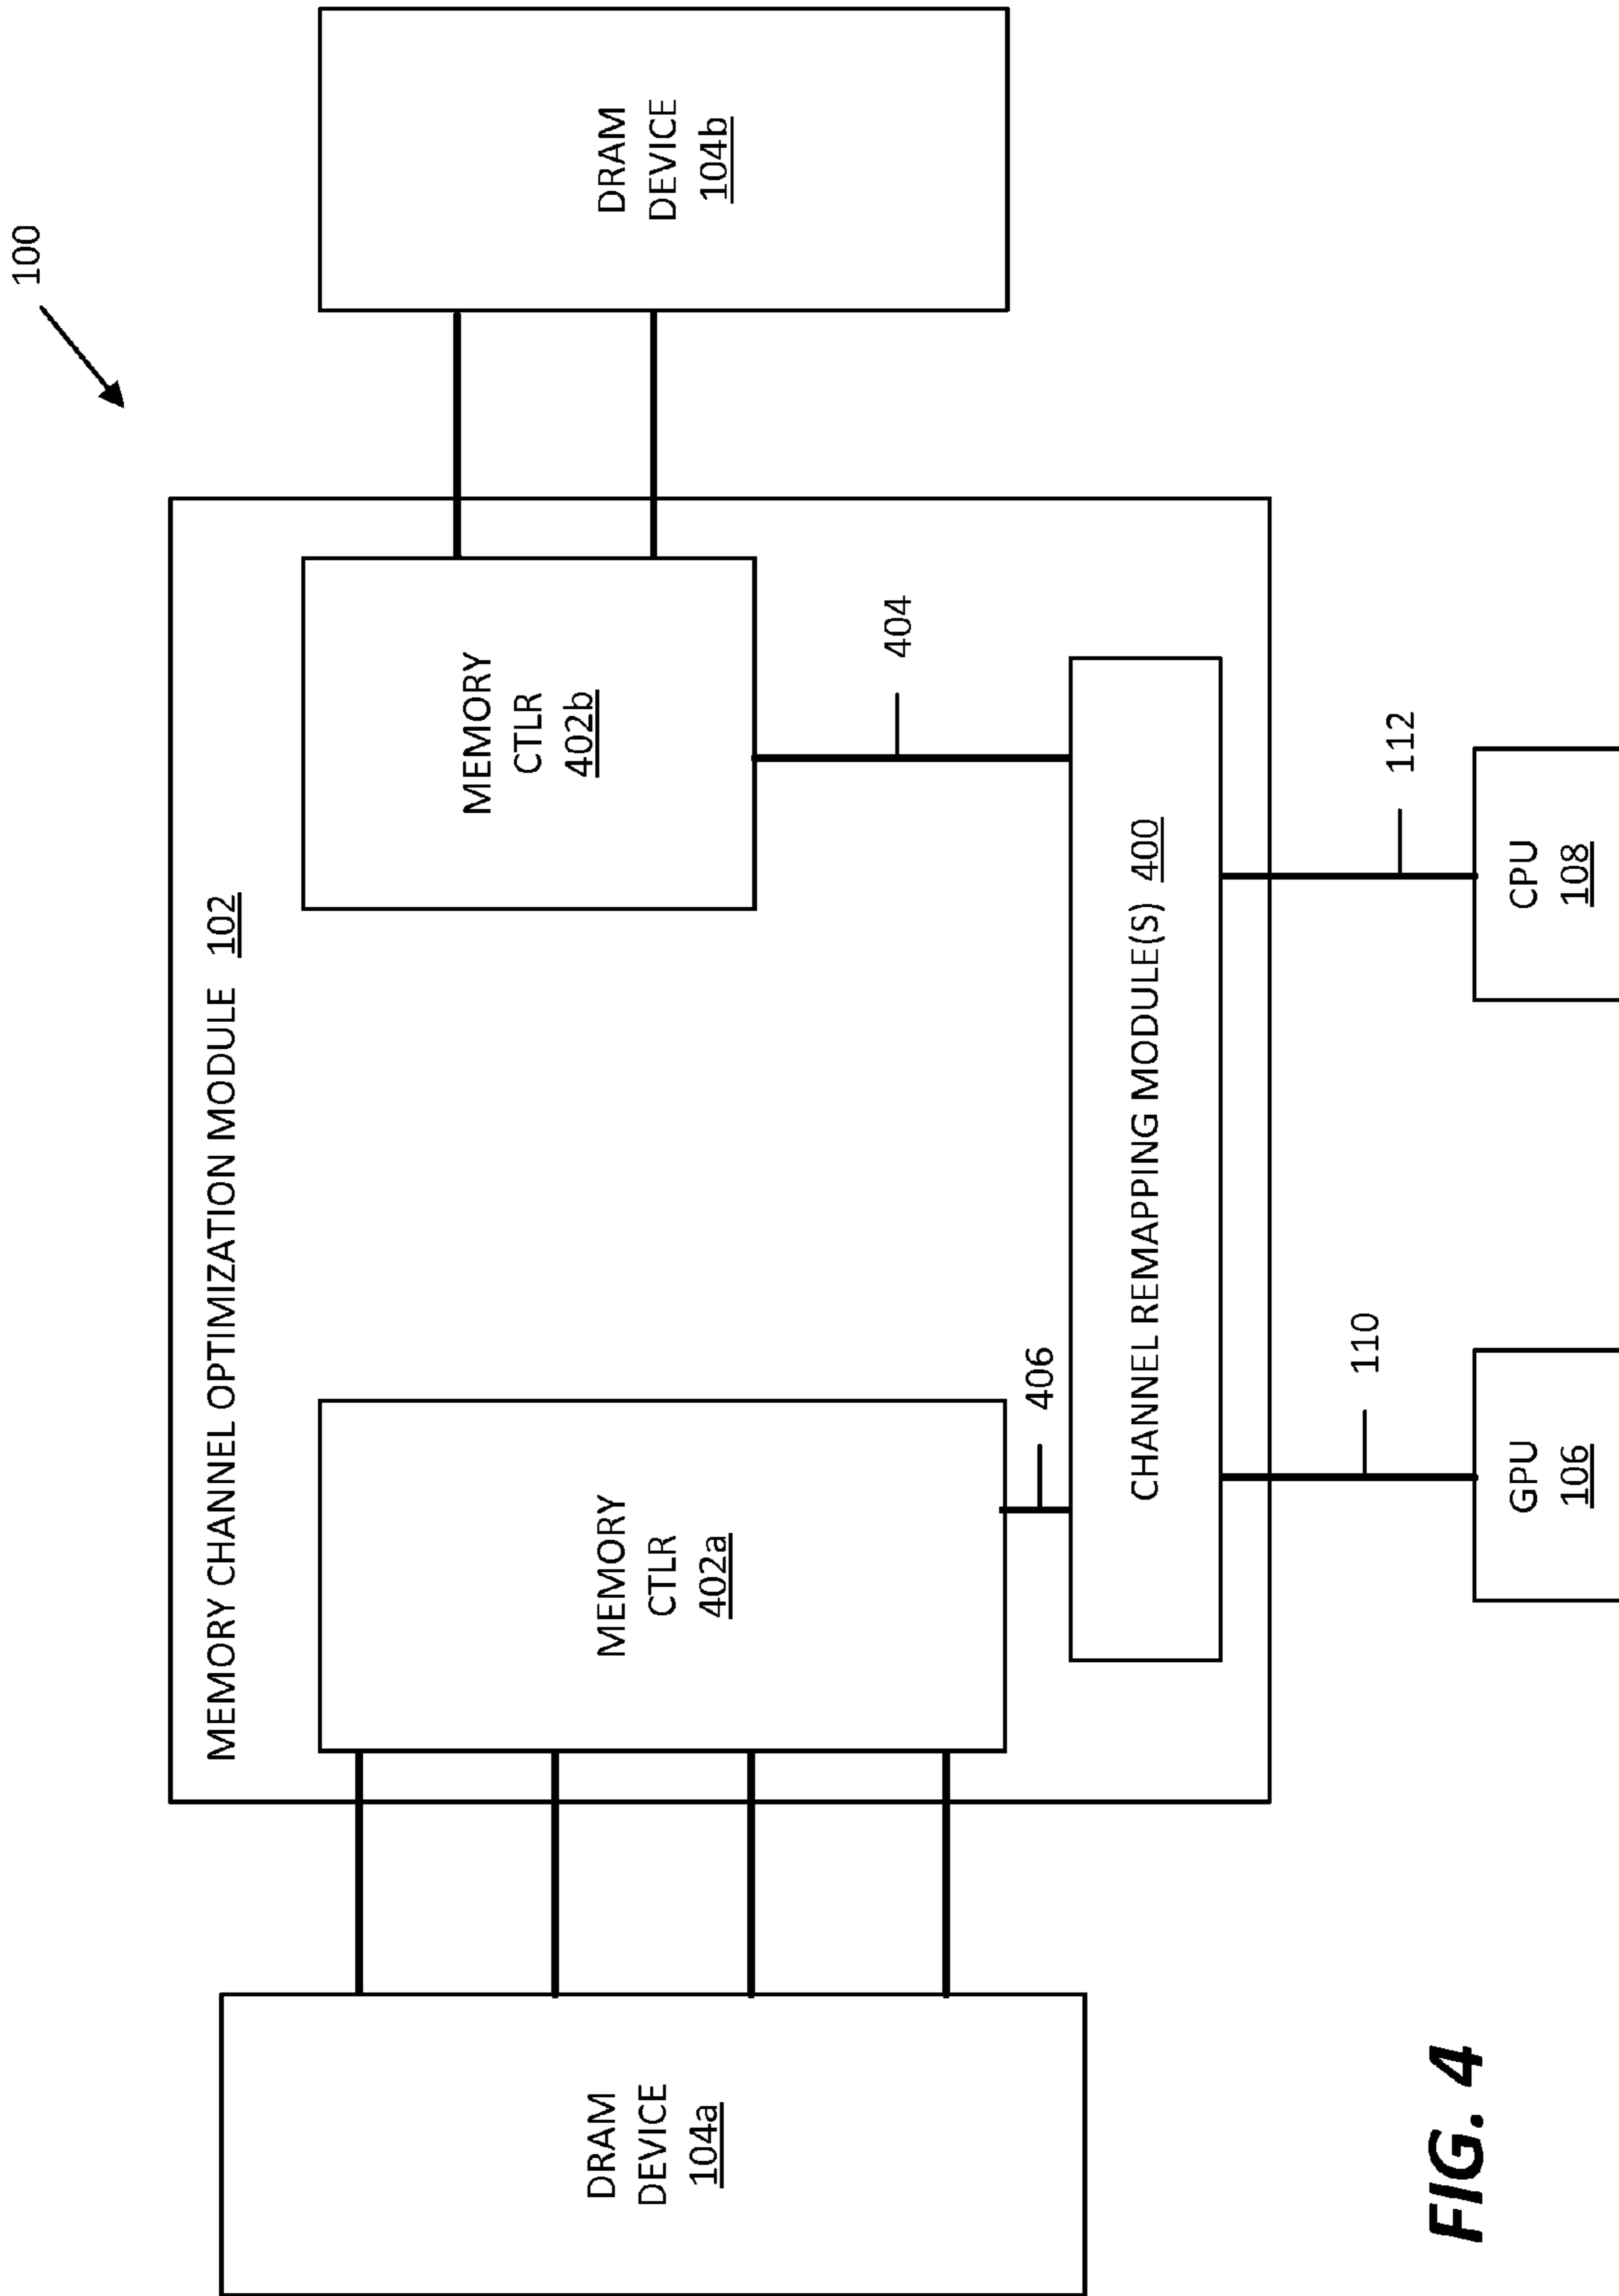 100
MEMORY CHANNEL OPTIMIZATION MODULE 102
DRAM
DEVICE
104a
MEMORY
CTLR
402a
MEMORY
CTLR
402b
DRAM
DEVICE
104b
406
404
CHANNEL REMAPPING MODULE(S) 400
110
112
GPU
106
CPU
108
FIG. 4